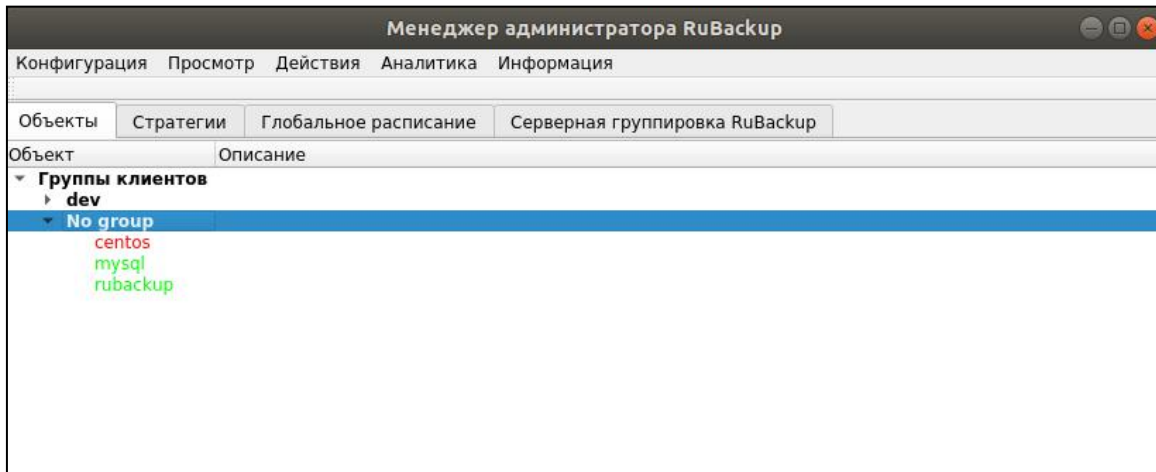 Менеджер администратора RuBackup
Конфигурация Просмотр Действия Аналитика Информация
Объекты Стратегии Глобальное расписание Серверная группировка RuBackup
Объект Описание
Группы клиентов
dev
No group
centos
mysql
rubackup